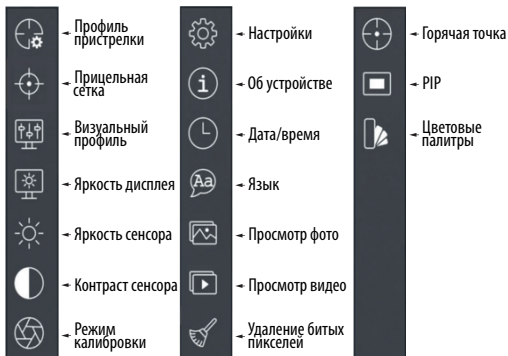 Профиль
пристрелки
Прицельная
сетка
Визуальный
профиль
Яркость дисплея
Яркость сенсора
Контраст сенсора
Режим
калибровки
Настройки
i
Об устройстве
Дата/время
Aa
Язык
Просмотр фото
Просмотр видео
Удаление битых
пикселей
Горячая точка
PIP
Цветовые
палитры